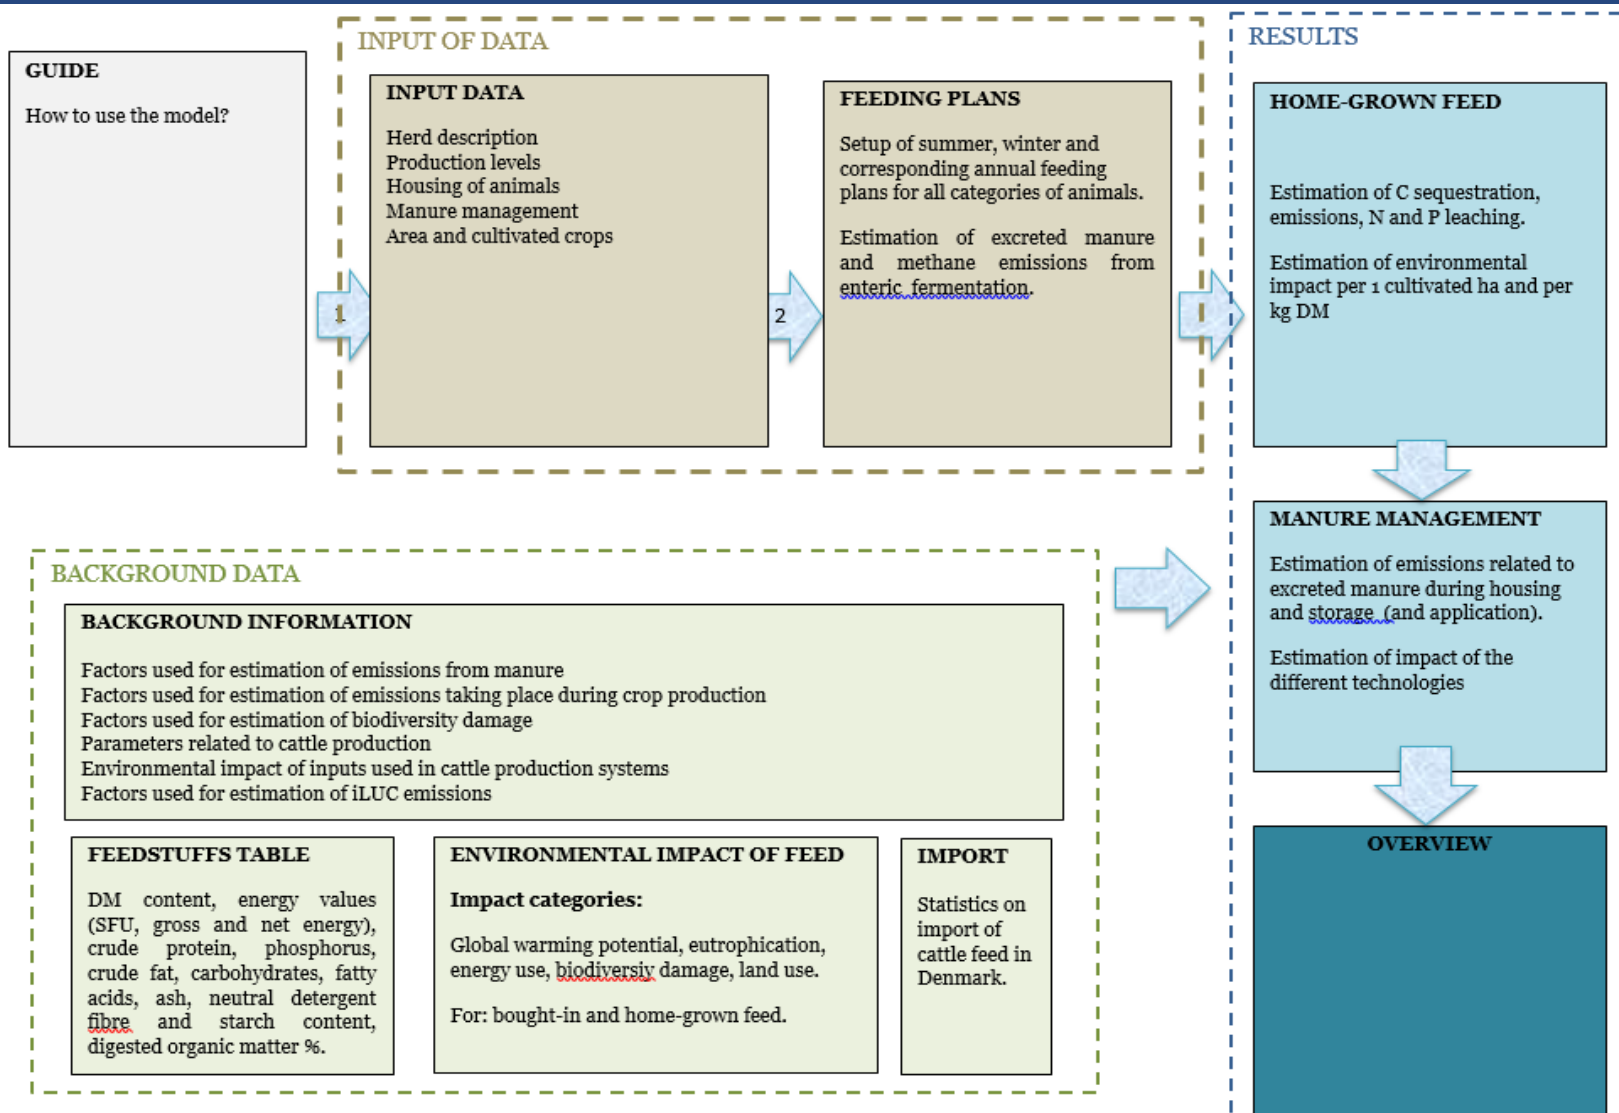 GUIDE
How to use the model?
INPUT OF DATA
INPUT DATA
Herd description
Production levels
Housing of animals
Manure management
Area and cultivated crops
1
2
FEEDING PLANS
Setup of summer, winter and
corresponding annual feeding
plans for all categories of animals.
Estimation of excreted manure
and methane emissions from
enteric fermentation.
RESULTS
HOME-GROWN FEED
Estimation of C sequestration,
emissions, N and P leaching.
Estimation of environmental
impact per 1 cultivated ha and per
kg DM
MANURE MANAGEMENT
Estimation of emissions related to
excreted manure during housing
and storage (and application).
Estimation of impact of the
different technologies
OVERVIEW
BACKGROUND DATA
BACKGROUND INFORMATION
Factors used for estimation of emissions from manure
Factors used for estimation of emissions taking place during crop production
Factors used for estimation of biodiversity damage
Parameters related to cattle production
Environmental impact of inputs used in cattle production systems
Factors used for estimation of iLUC emissions
FEEDSTUFFS TABLE
DM content, energy values
(SFU, gross and net energy),
crude protein, phosphorus,
crude fat, carbohydrates, fatty
acids, ash, neutral detergent
fibre and starch content,
digested organic matter %.
ENVIRONMENTAL IMPACT OF FEED
Impact categories:
Global warming potential, eutrophication,
energy use, biodiversiy damage, land use.
For: bought-in and home-grown feed.
IMPORT
Statistics on
import of
cattle feed in
Denmark.